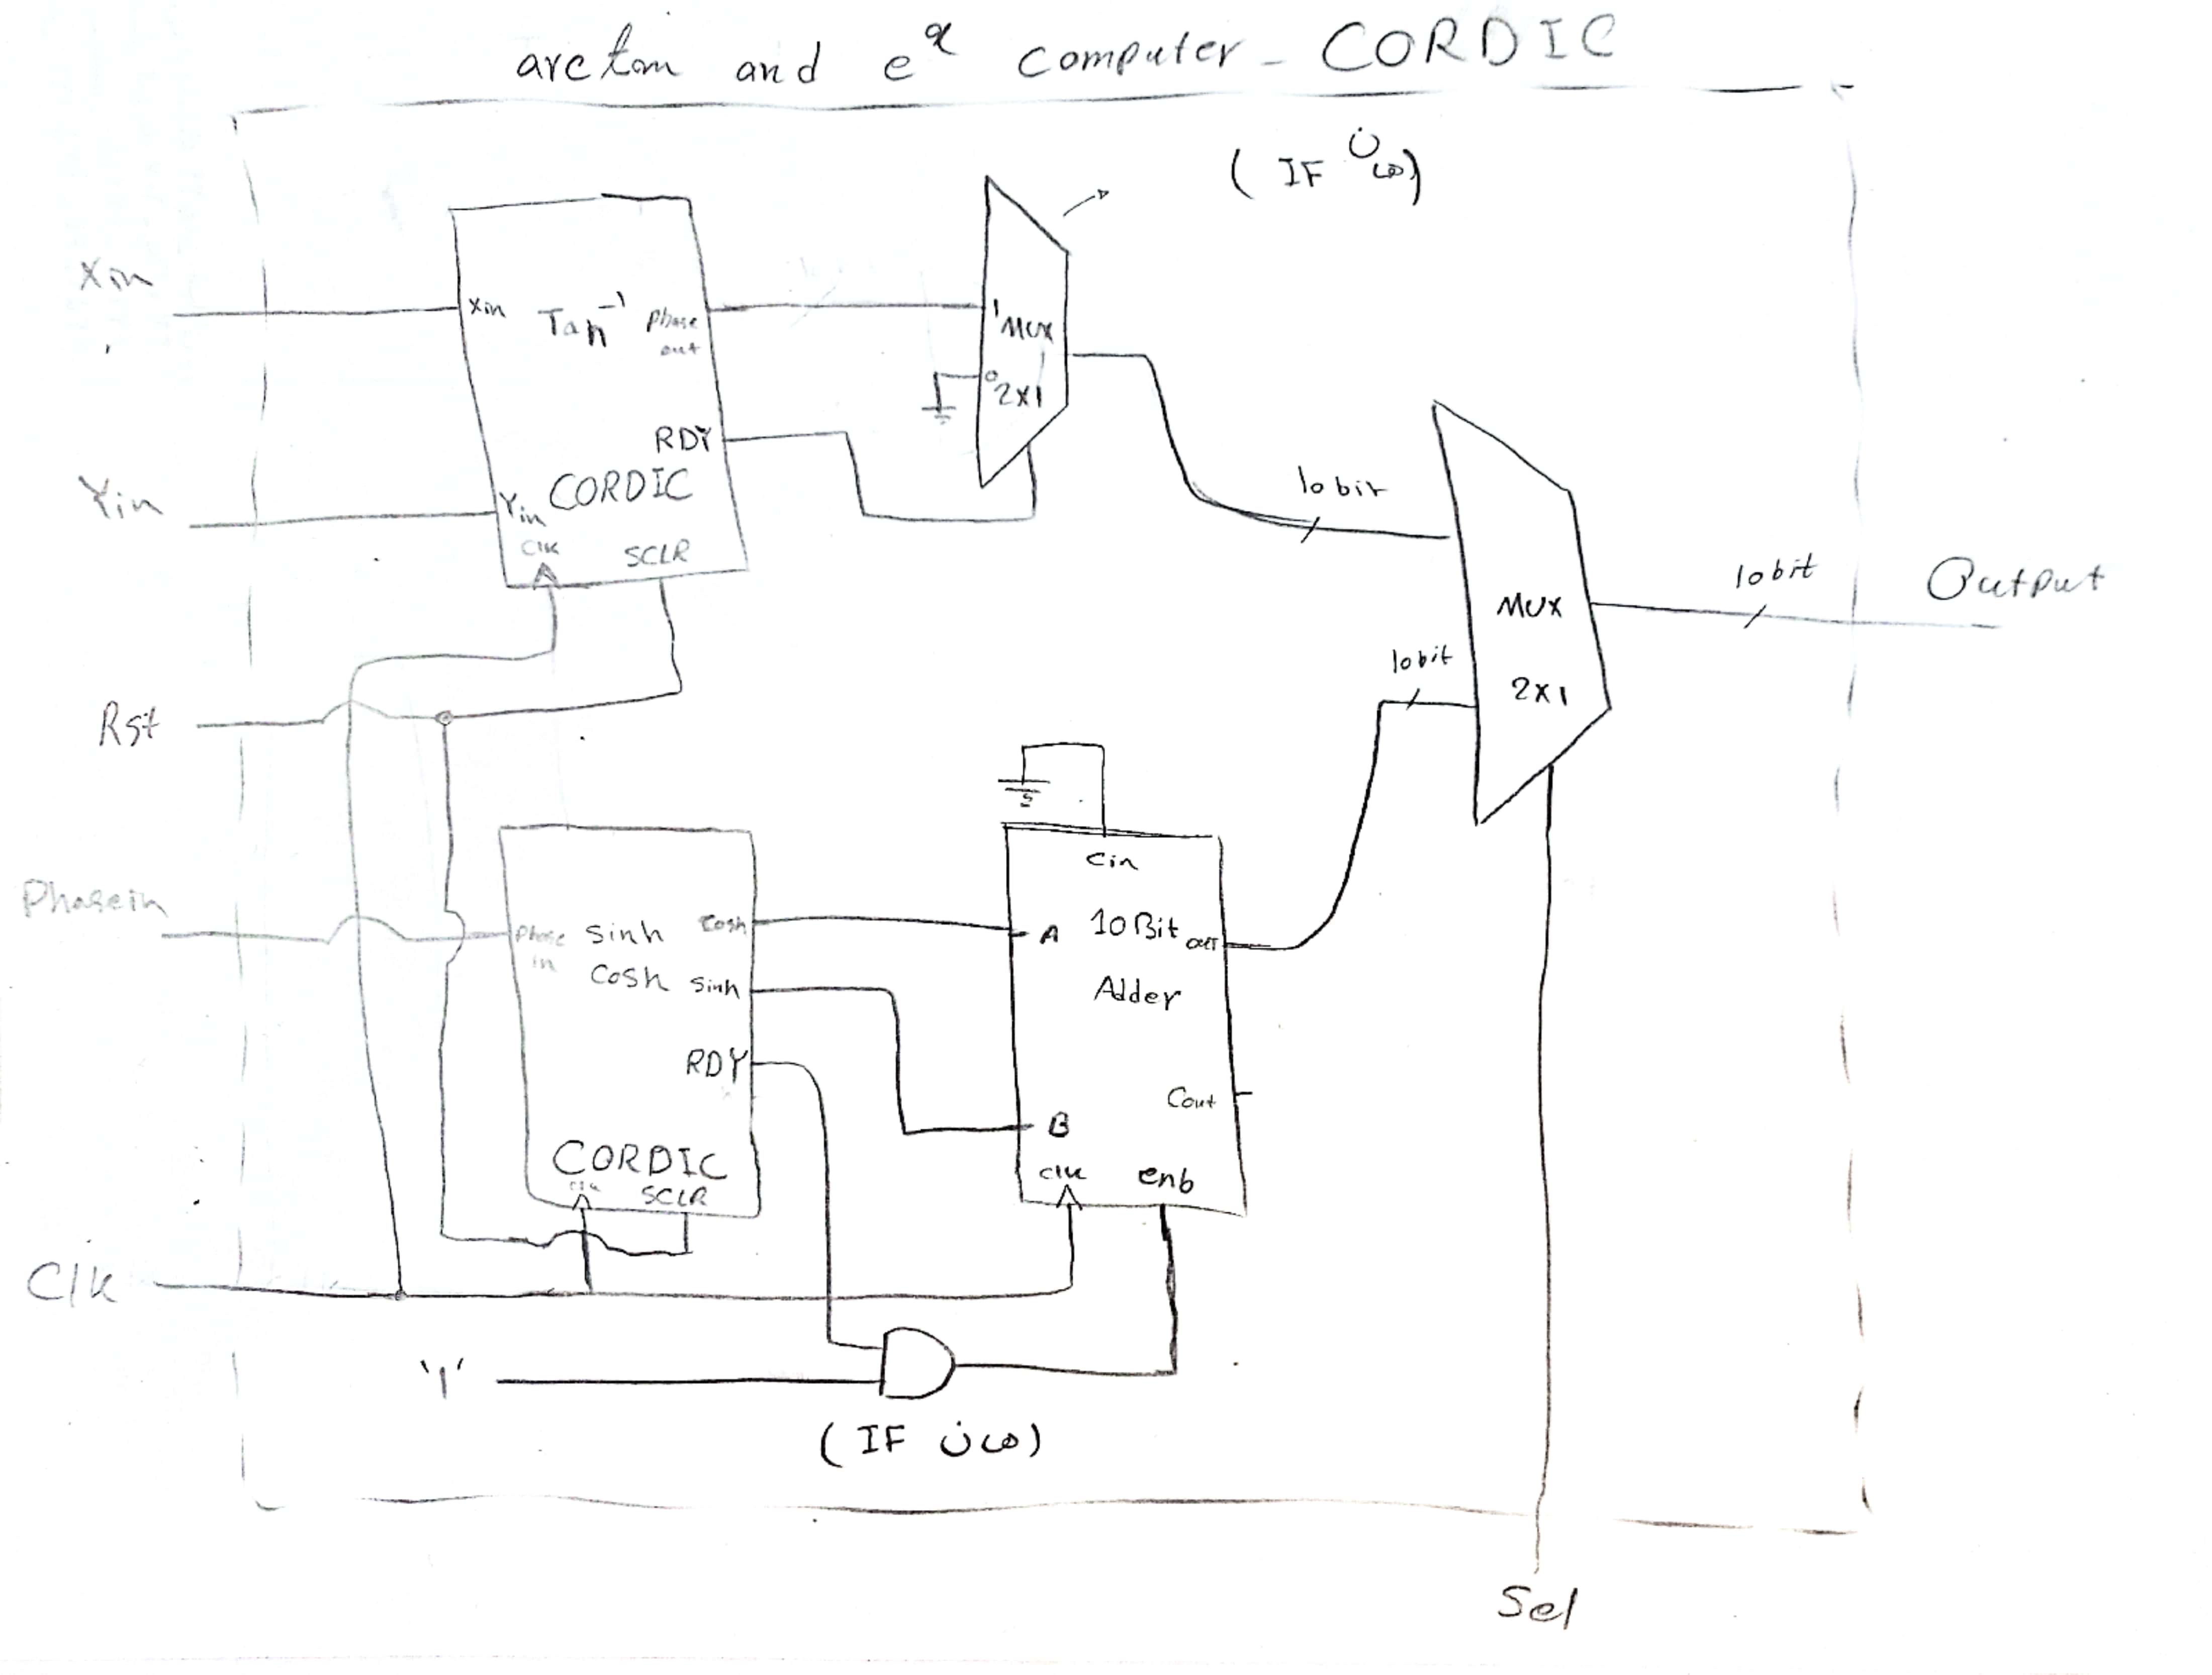 arctan and e^x computer - CORDIC
(IF شرط)
Xin
Xin
Tan^-1
Phase out
1
MUX
0
2x1
RDY
Yin
Yin
CORDIC
Clk
SCLR
10 bit
10 bit
Output
MUX
2x1
10 bit
Rst
Cin
Phasein
Phase in
Sinh
Cosh
Cosh
Sinh
RDY
A
10 Bit
out
Adder
Cout
B
CORDIC
Clk
SCLR
Clk
enb
Clk
'1'
Sel